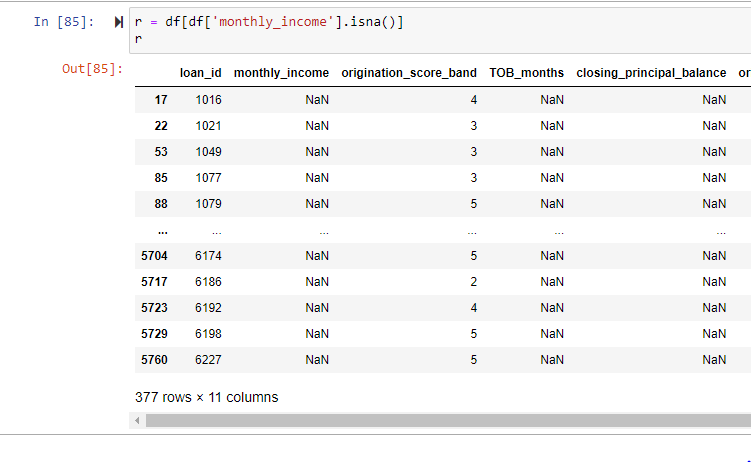 In [85]: r = df[df['monthly_income'].isna()]
r
Out[85]:
loan_id monthly_income origination_score_band TOB_months closing_principal_balance or
17 1016 NaN 4 NaN NaN
22 1021 NaN 3 NaN NaN
53 1049 NaN 3 NaN NaN
85 1077 NaN 3 NaN NaN
88 1079 NaN 5 NaN NaN
... ... ... ... ... ...
5704 6174 NaN 5 NaN NaN
5717 6186 NaN 2 NaN NaN
5723 6192 NaN 4 NaN NaN
5729 6198 NaN 5 NaN NaN
5760 6227 NaN 5 NaN NaN
377 rows × 11 columns